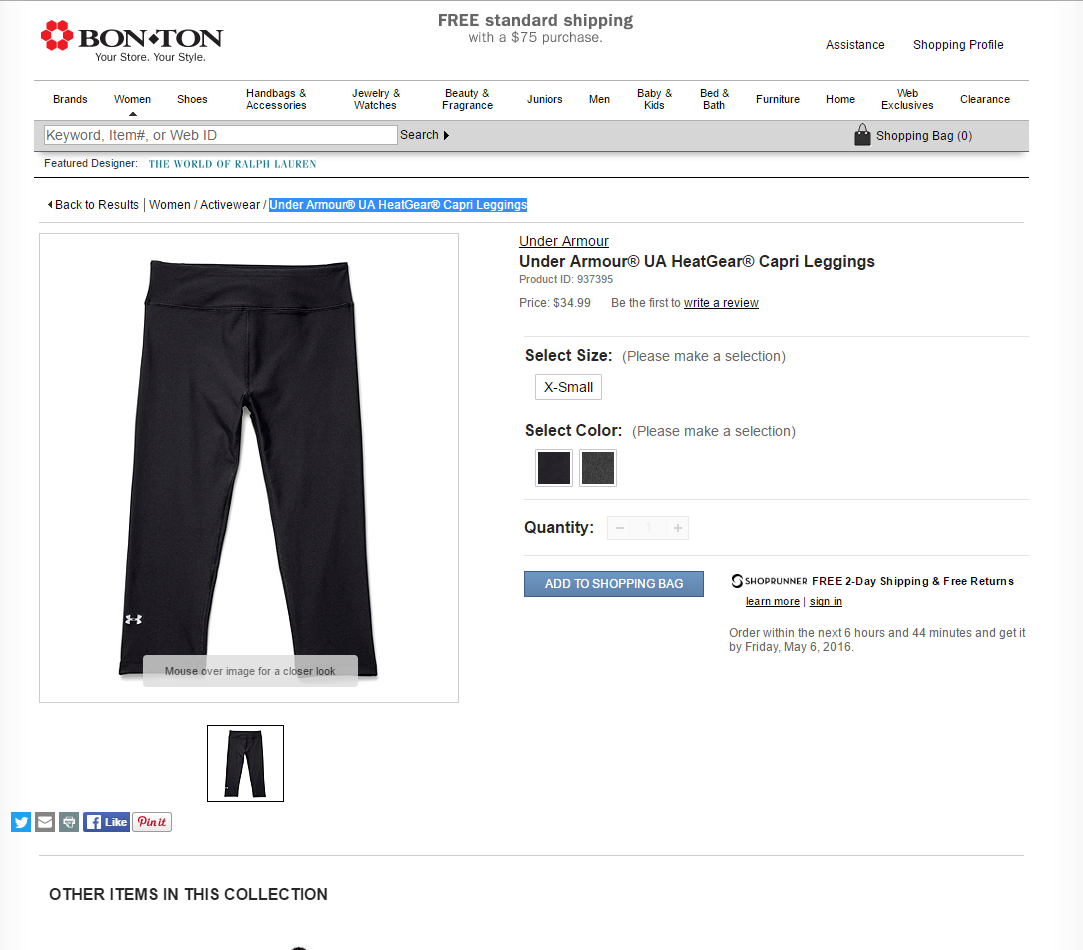 BON·TON
Your Store. Your Style.
FREE standard shipping
with a $75 purchase.
Assistance
Shopping Profile
Brands
Women
Shoes
Handbags &
Accessories
Jewelry &
Watches
Beauty &
Fragrance
Juniors
Men
Baby &
Kids
Bed &
Bath
Furniture
Home
Web
Exclusives
Clearance
Keyword, Item#, or Web ID
Search
Shopping Bag (0)
Featured Designer: THE WORLD OF RALPH LAUREN
Back to Results | Women / Activewear / Under Armour® UA HeatGear® Capri Leggings
Under Armour
Under Armour® UA HeatGear® Capri Leggings
Product ID: 937395
Price: $34.99 Be the first to write a review
Select Size: (Please make a selection)
X-Small
Select Color: (Please make a selection)
Quantity: − 1 +
ADD TO SHOPPING BAG
SHOPRUNNER FREE 2-Day Shipping & Free Returns
learn more | sign in
Order within the next 6 hours and 44 minutes and get it
by Friday, May 6, 2016.
Mouse over image for a closer look
Like
Pin it
OTHER ITEMS IN THIS COLLECTION